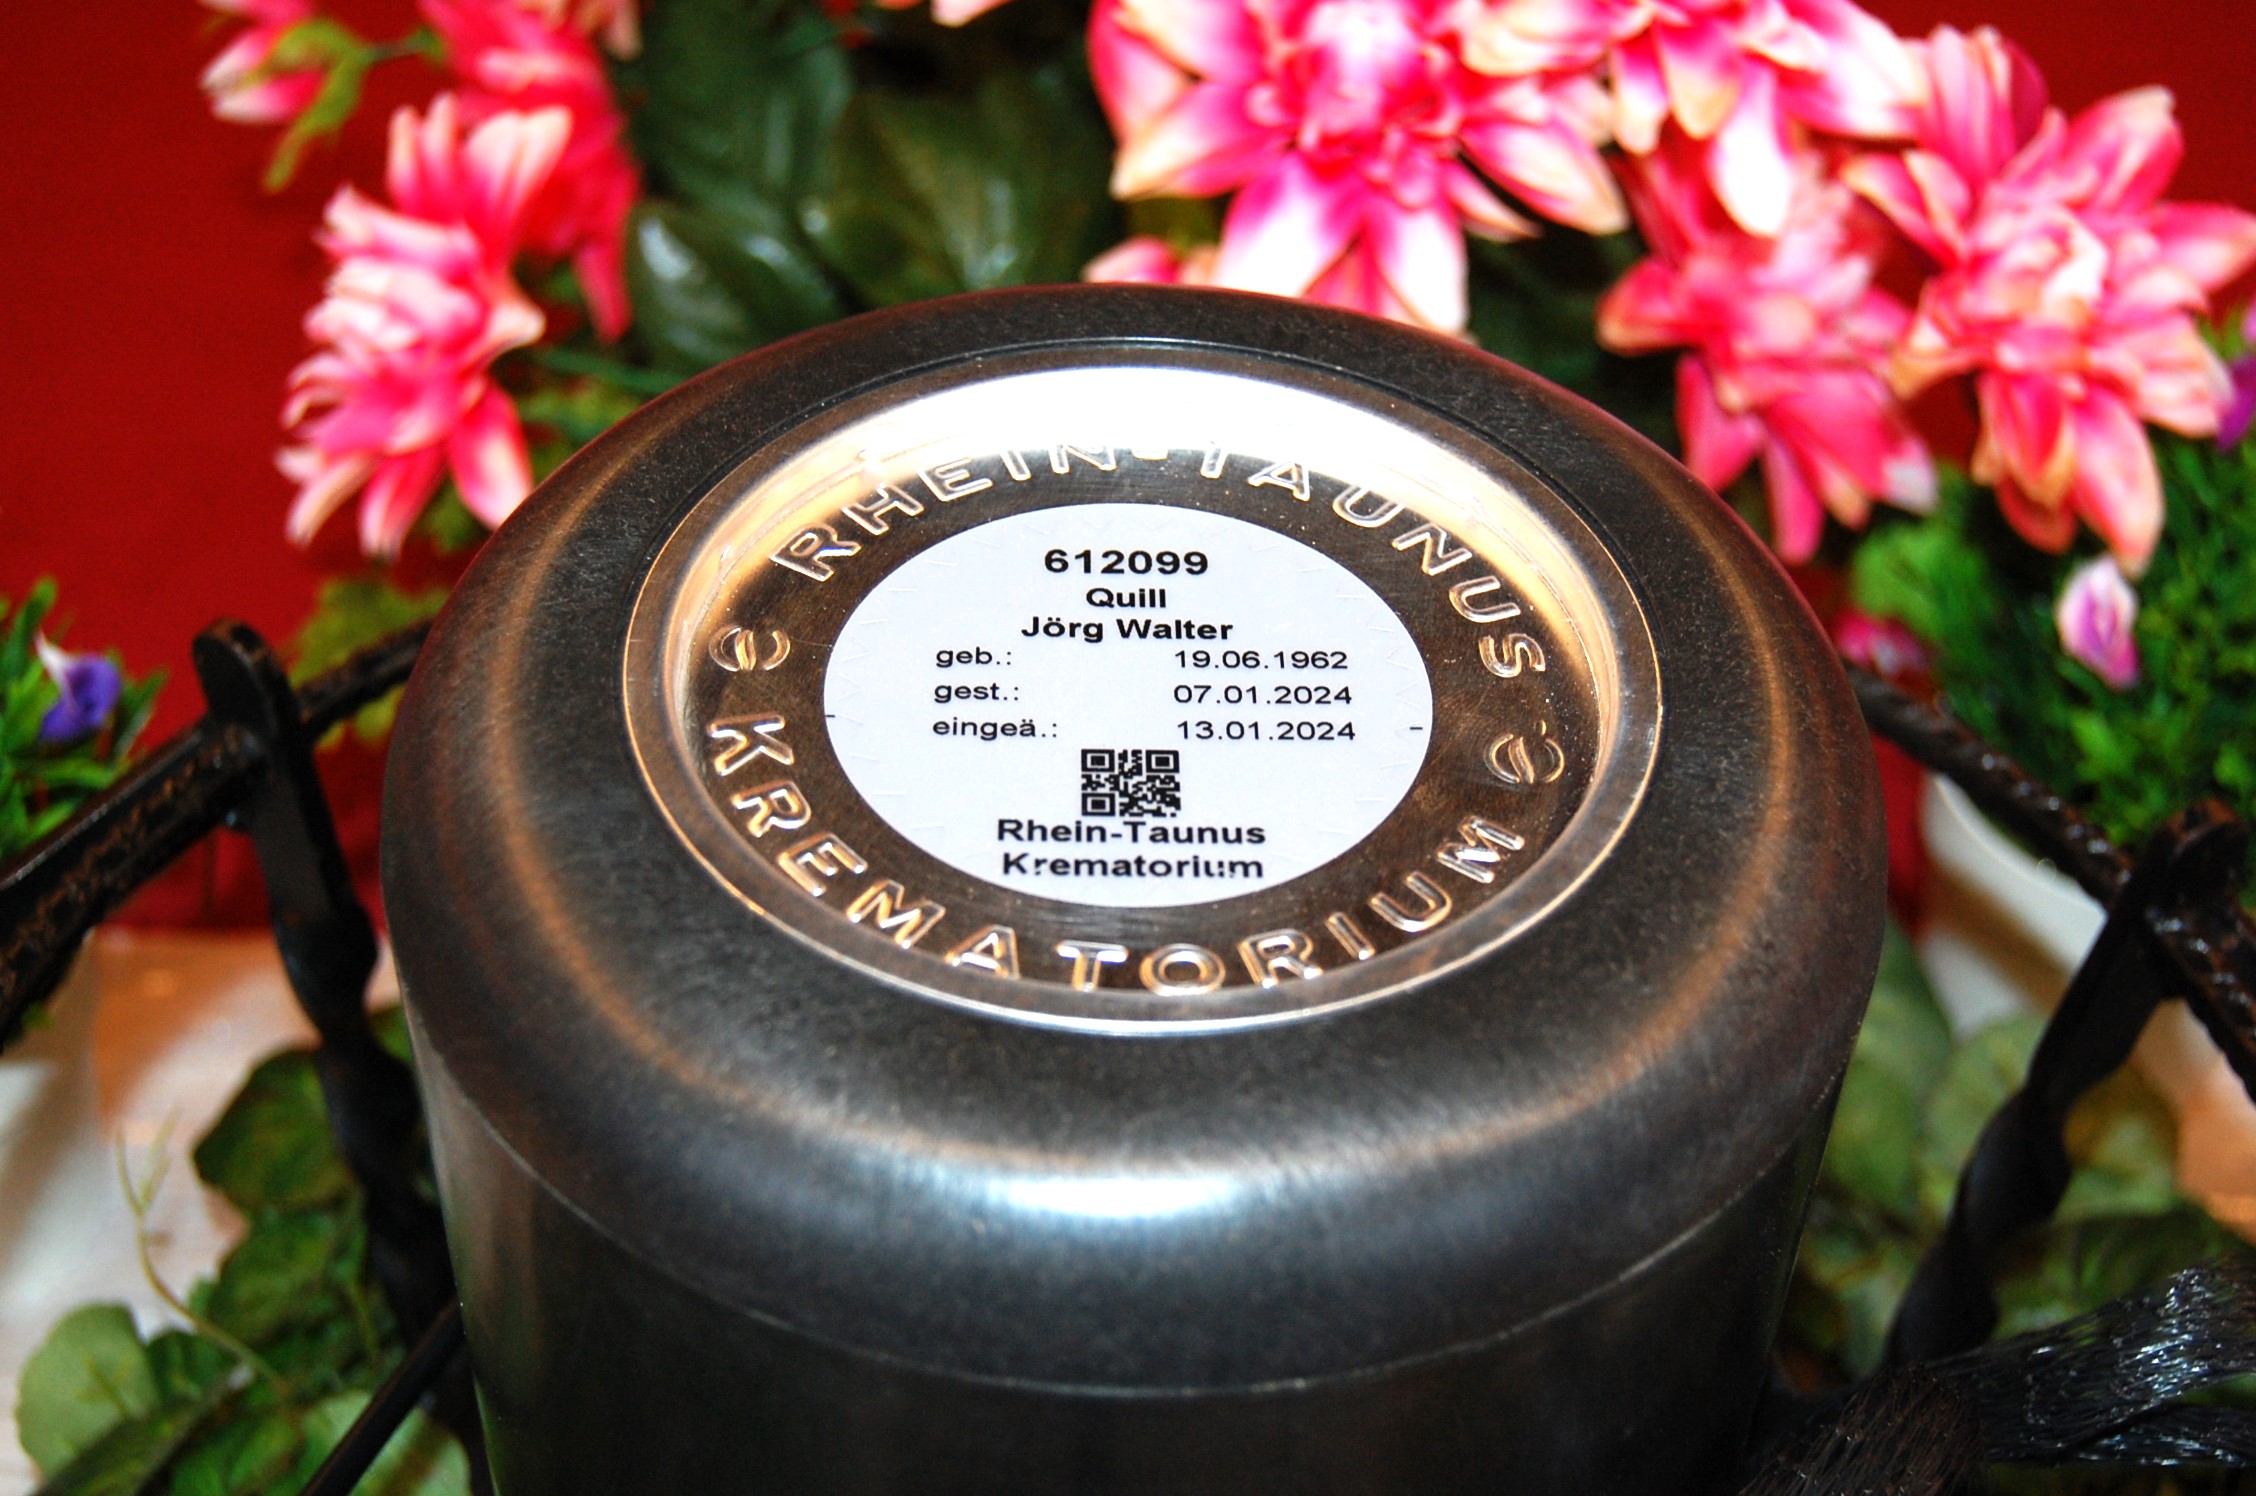 RHEIN-TAUNUS
612099
Quill
Jörg Walter
geb.: 19.06.1962
gest.: 07.01.2024
eingeä.: 13.01.2024
Rhein-Taunus
Krematorium
KREMATORIUM